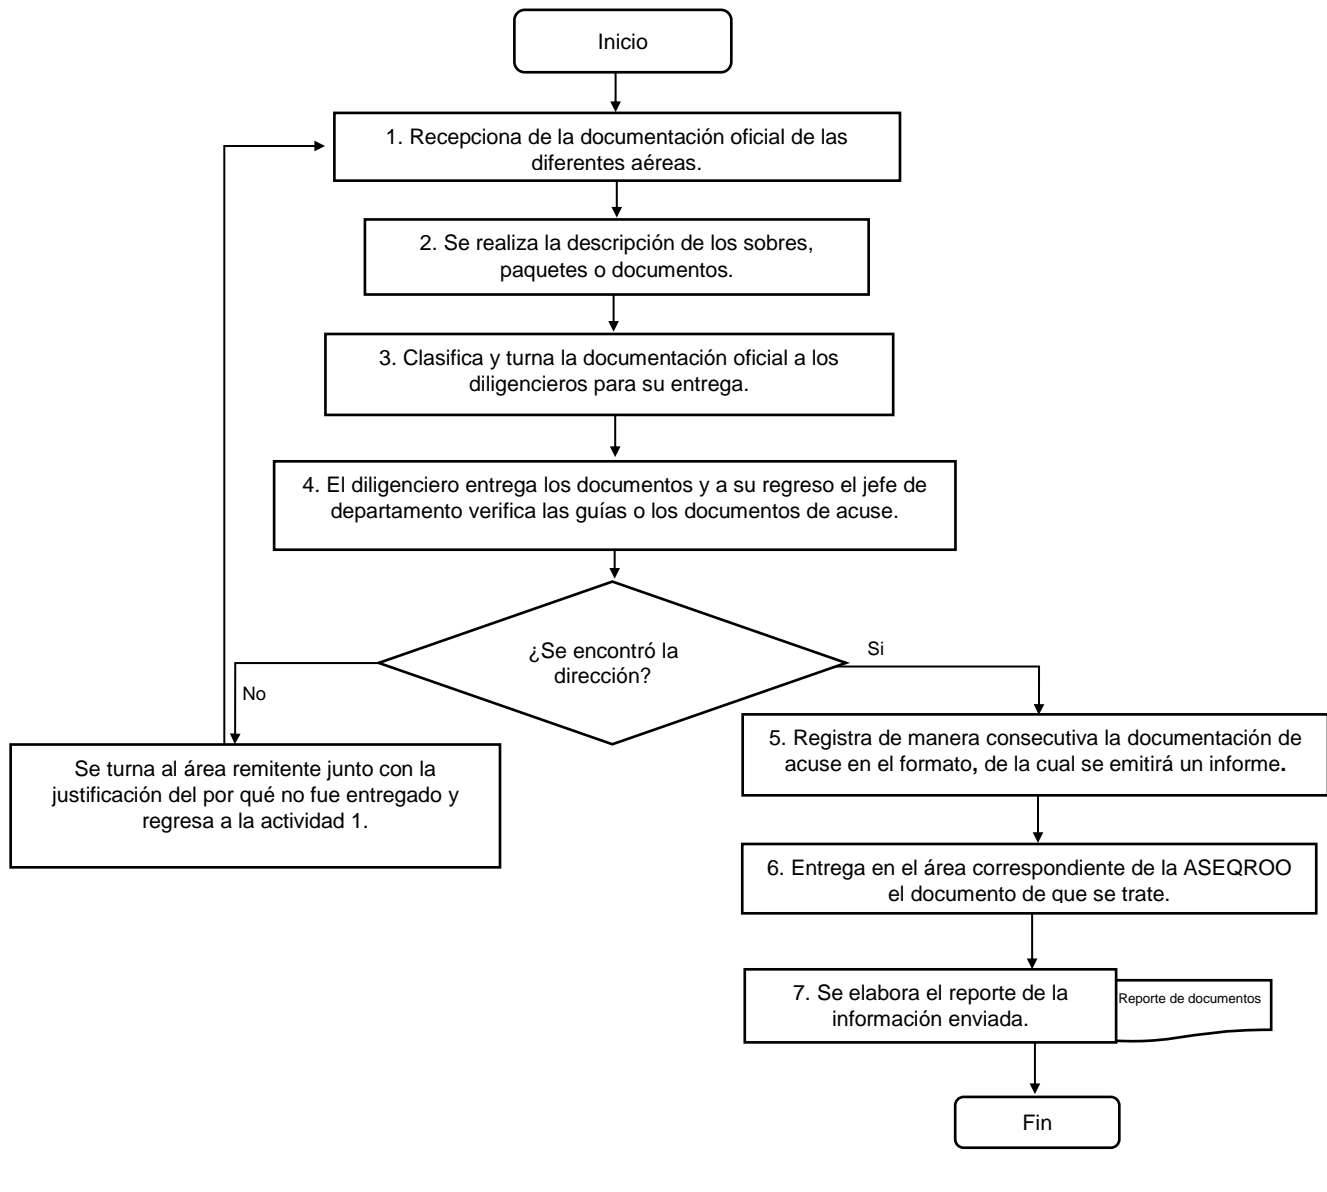 Inicio
1. Recepciona de la documentación oficial de las
diferentes aéreas.
2. Se realiza la descripción de los sobres,
paquetes o documentos.
3. Clasifica y turna la documentación oficial a los
diligencieros para su entrega.
4. El diligenciero entrega los documentos y a su regreso el jefe de
departamento verifica las guías o los documentos de acuse.
¿Se encontró la
dirección?
Si
No
Se turna al área remitente junto con la
justificación del por qué no fue entregado y
regresa a la actividad 1.
5. Registra de manera consecutiva la documentación de
acuse en el formato, de la cual se emitirá un informe.
6. Entrega en el área correspondiente de la ASEQROO
el documento de que se trate.
7. Se elabora el reporte de la
información enviada.
Reporte de documentos
Fin